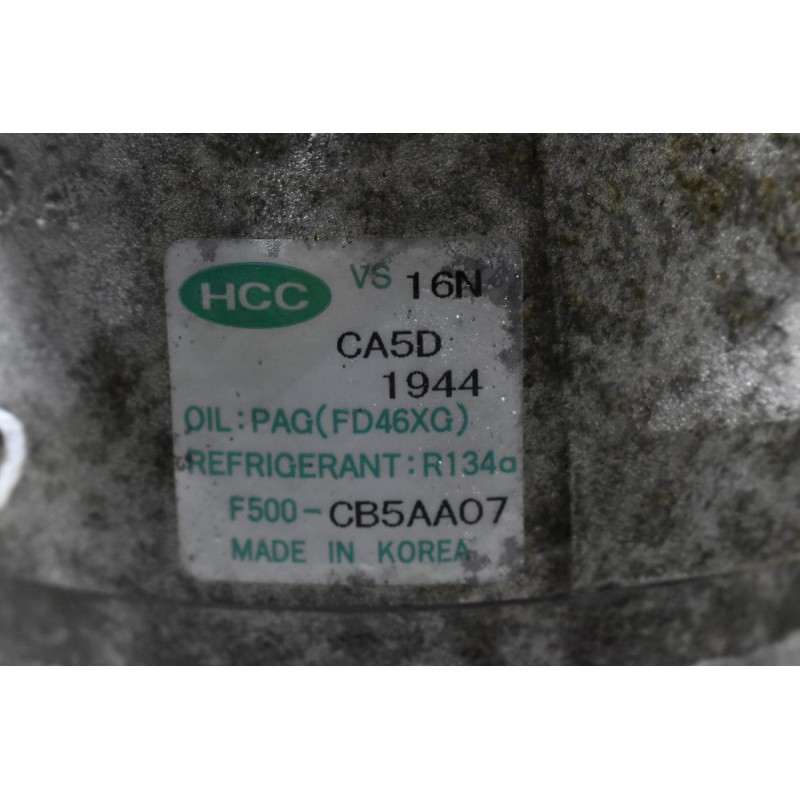 HCC VS 16N
CA5D
1944
OIL:PAG(FD46XG)
REFRIGERANT:R134a
F500-CB5AA07
MADE IN KOREA